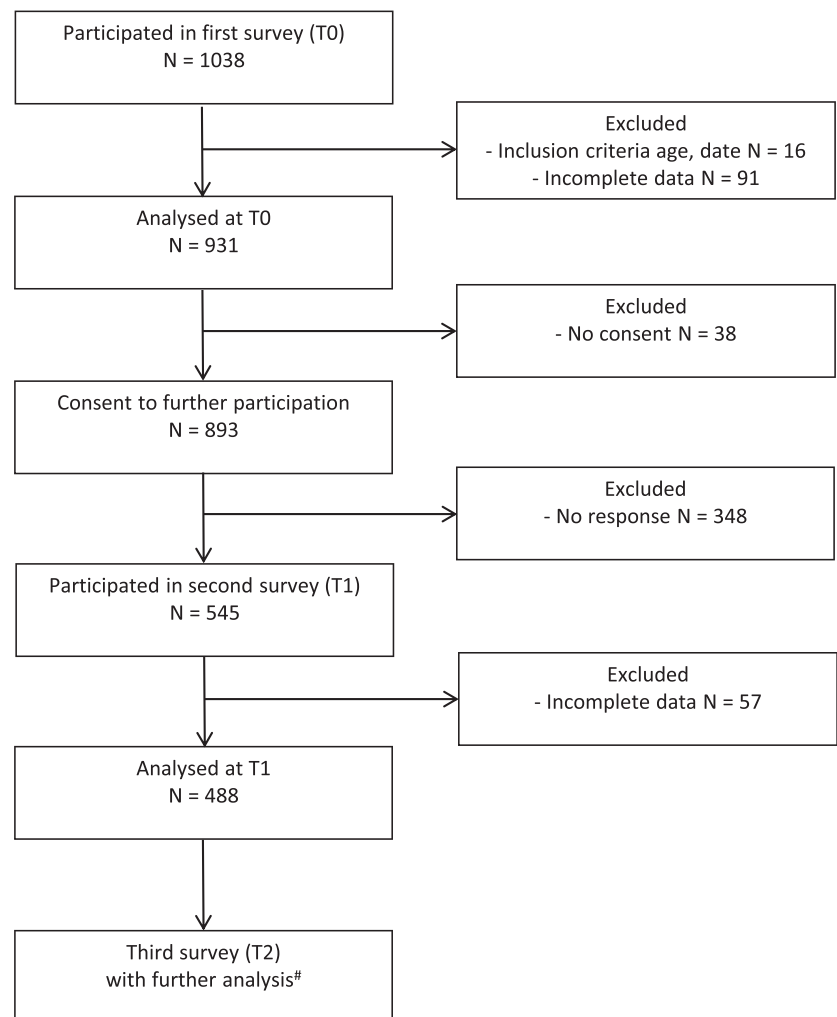 Participated in first survey (T0)
N = 1038
Excluded
- Inclusion criteria age, date N = 16
- Incomplete data N = 91
Analysed at T0
N = 931
Excluded
- No consent N = 38
Consent to further participation
N = 893
Excluded
- No response N = 348
Participated in second survey (T1)
N = 545
Excluded
- Incomplete data N = 57
Analysed at T1
N = 488
Third survey (T2)
with further analysis#